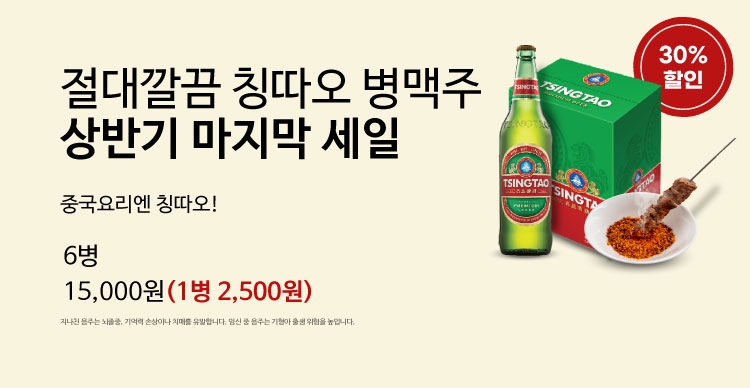 절대깔끔 칭따오 병맥주
상반기 마지막 세일
중국요리엔 칭따오!
6병
15,000원(1병 2,500원)
지나친 음주는 뇌졸중, 기억력 손상이나 치매를 유발합니다. 임신 중 음주는 기형아 출생 위험을 높입니다.
30%
할인
TSINGTAO
TSINGTAO
PREMIUM
TSINGTAO